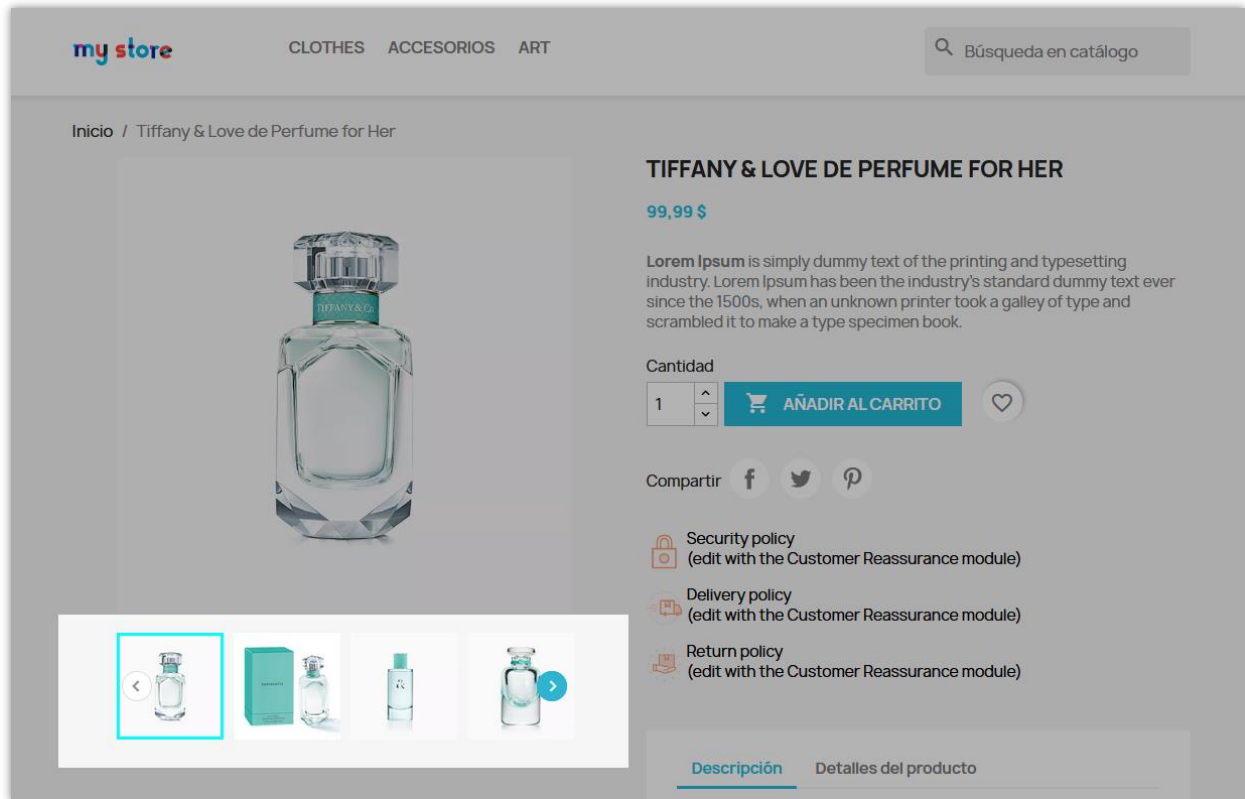 my store
CLOTHES ACCESORIOS ART
Búsqueda en catálogo
Inicio / Tiffany & Love de Perfume for Her
TIFFANY & LOVE DE PERFUME FOR HER
99,99 $
Lorem Ipsum is simply dummy text of the printing and typesetting
industry. Lorem Ipsum has been the industry's standard dummy text ever
since the 1500s, when an unknown printer took a galley of type and
scrambled it to make a type specimen book.
TIFFANY & Co
Cantidad
1
AÑADIR AL CARRITO
Compartir
Security policy
(edit with the Customer Reassurance module)
Delivery policy
(edit with the Customer Reassurance module)
Return policy
(edit with the Customer Reassurance module)
Descripción Detalles del producto